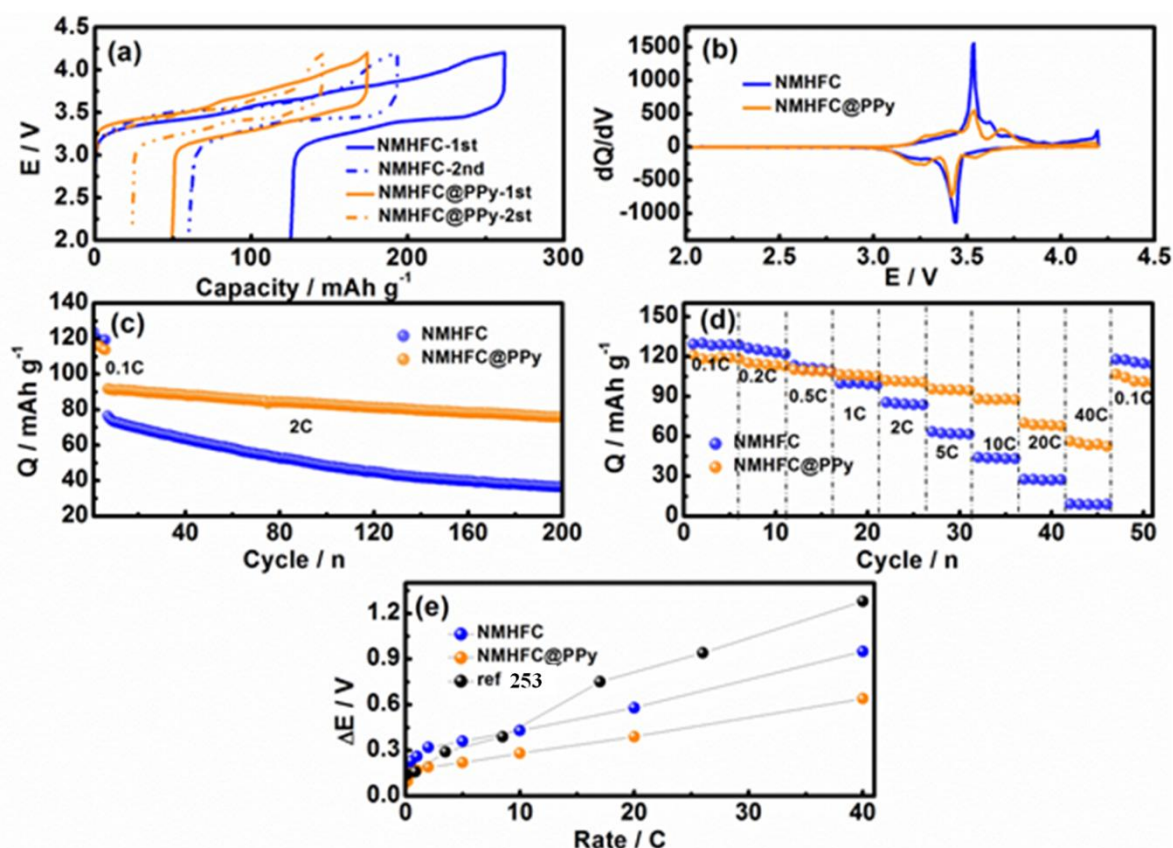 (a)
4.5
4.0
3.5
3.0
2.5
2.0
E / V
NMHFC-1st
NMHFC-2nd
NMHFC@PPy-1st
NMHFC@PPy-2st
0 100 200 300
Capacity / mAh g-1
(b)
1500
1000
500
0
-500
-1000
dQ/dV
NMHFC
NMHFC@PPy
2.0 2.5 3.0 3.5 4.0 4.5
E / V
(c)
140
120
100
80
60
40
20
Q / mAh g-1
NMHFC
NMHFC@PPy
0.1C
2C
40 80 120 160 200
Cycle / n
(d)
150
120
90
60
30
0
Q / mAh g-1
0.1C 0.2C 0.5C 1C 2C 5C 10C 20C 40C 0.1C
NMHFC
NMHFC@PPy
0 10 20 30 40 50
Cycle / n
(e)
1.2
0.9
0.6
0.3
0.0
ΔE / V
NMHFC
NMHFC@PPy
ref 253
0 10 20 30 40
Rate / C